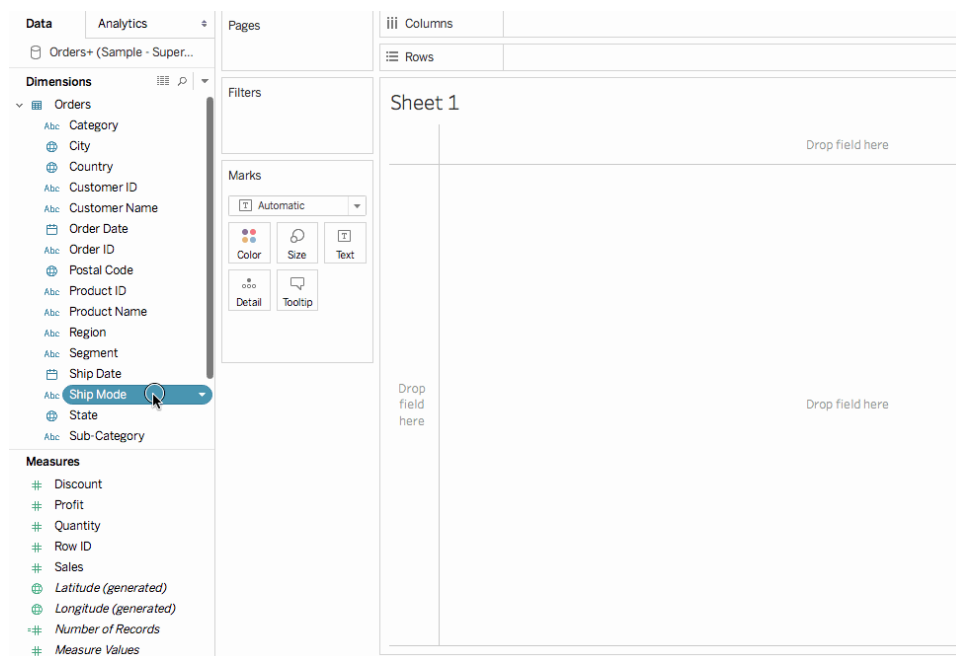 Data
Analytics
Orders+ (Sample - Super...
Dimensions
Orders
Abc Category
City
Country
Abc Customer ID
Abc Customer Name
Order Date
Abc Order ID
Postal Code
Abc Product ID
Abc Product Name
Abc Region
Abc Segment
Ship Date
Abc Ship Mode
State
Abc Sub-Category
Measures
# Discount
# Profit
# Quantity
# Row ID
# Sales
Latitude (generated)
Longitude (generated)
=# Number of Records
# Measure Values
Pages
Filters
Marks
T Automatic
Color
Size
T Text
Detail
Tooltip
iii Columns
Rows
Sheet 1
Drop field here
Drop
field
here
Drop field here